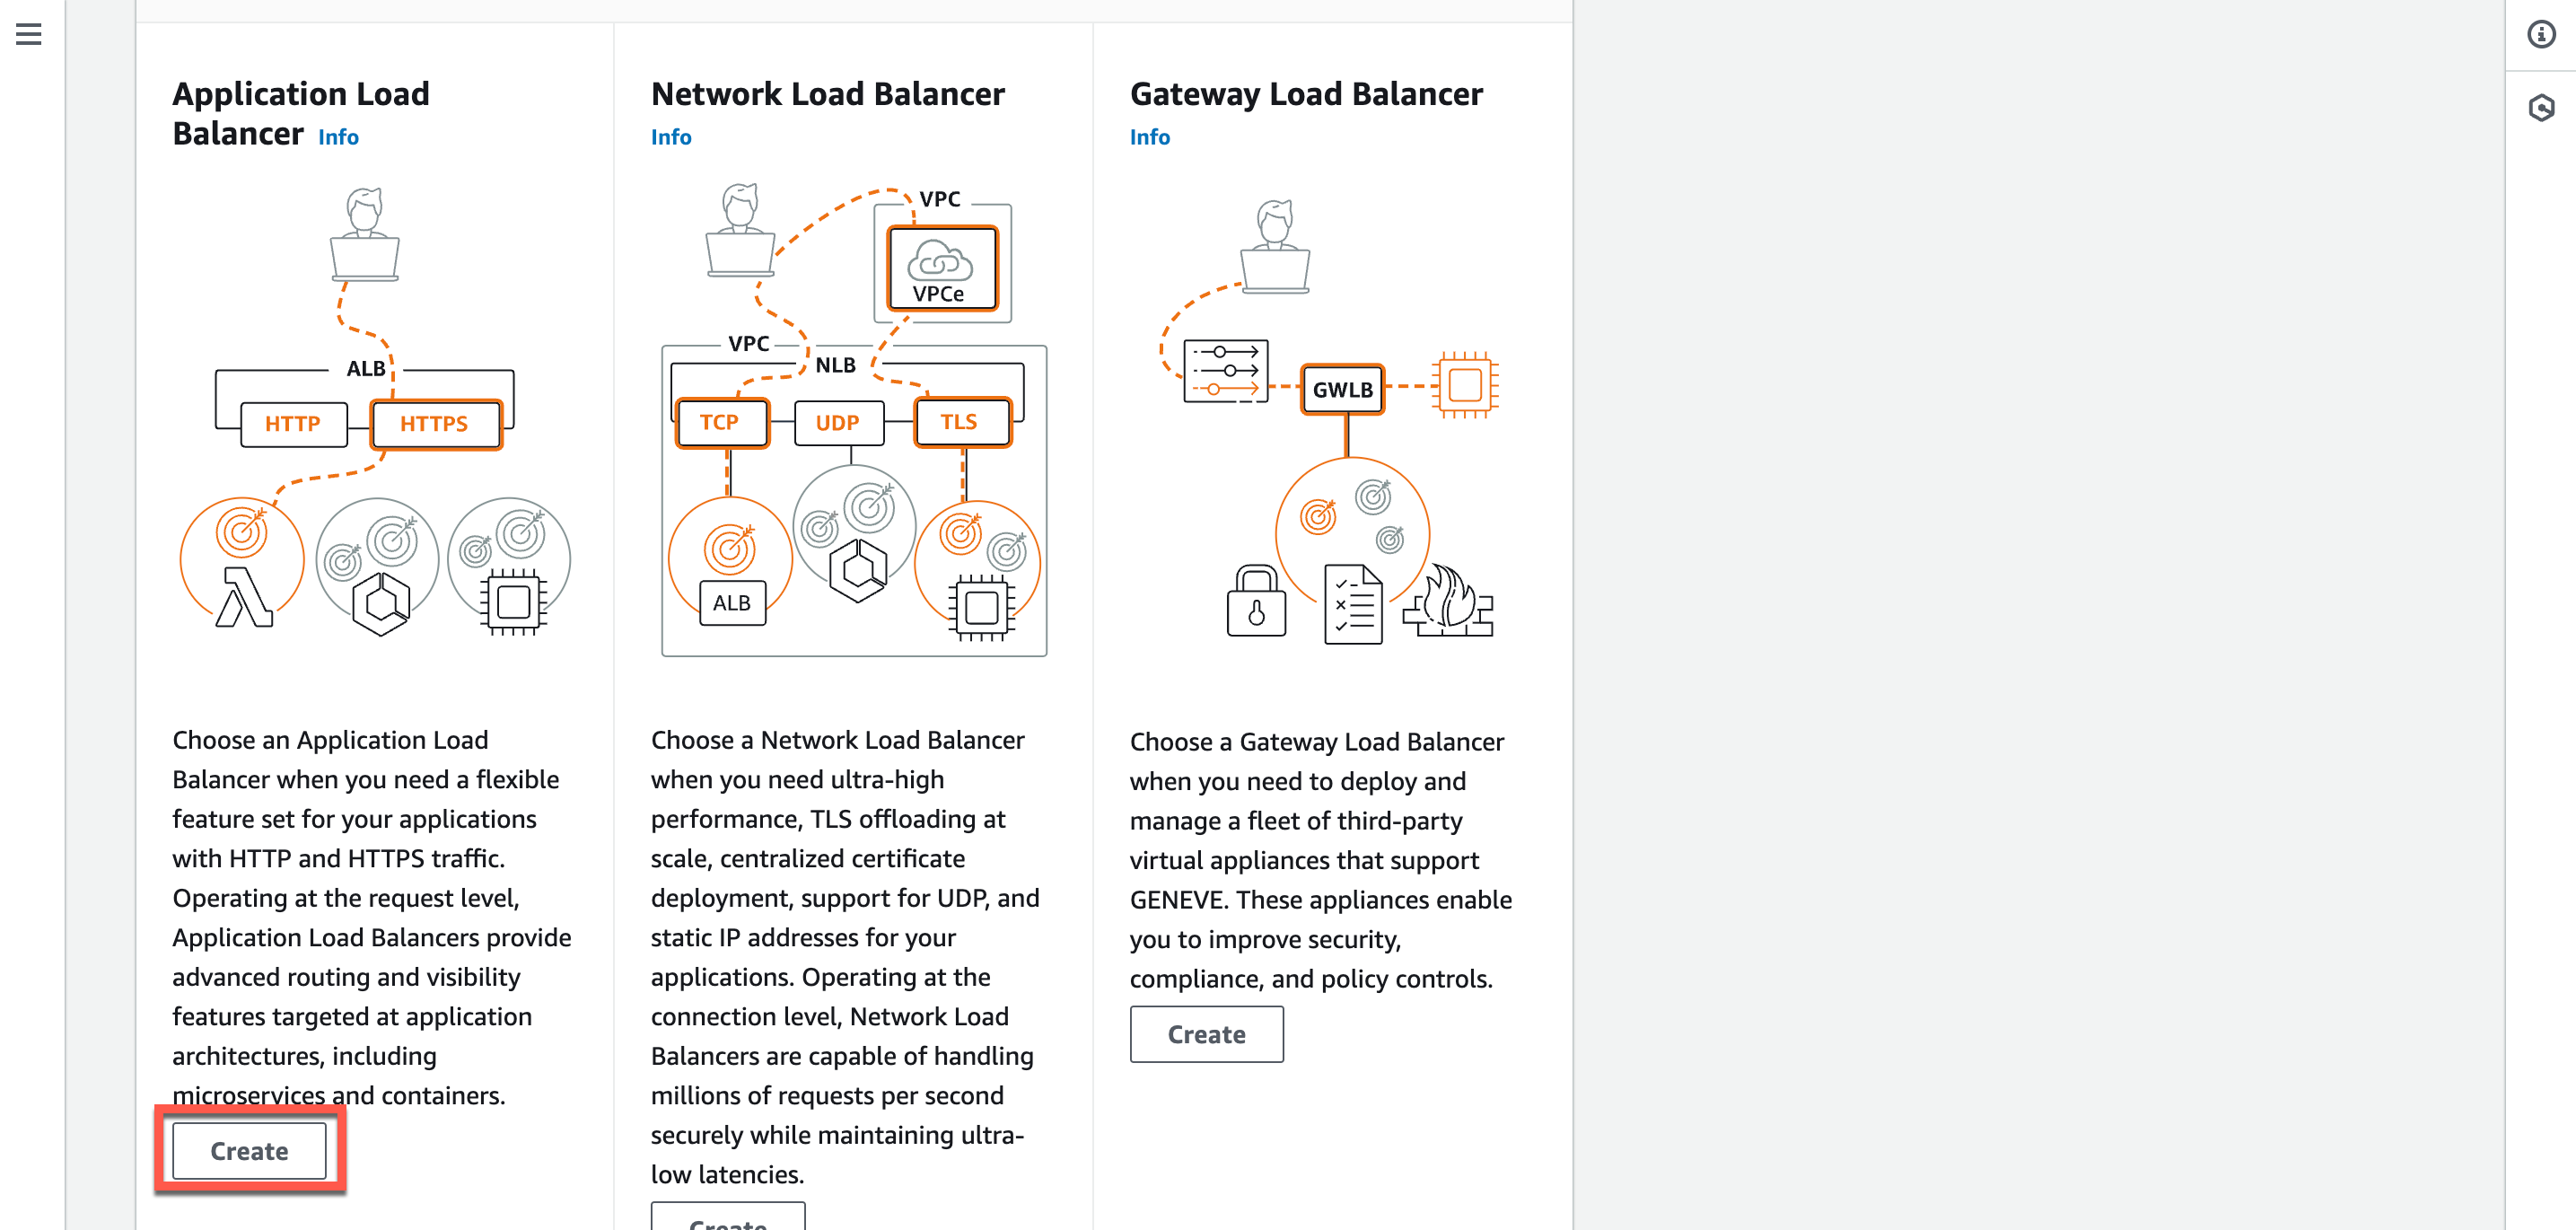 Application Load
Balancer Info
ALB
HTTP
HTTPS
Choose an Application Load
Balancer when you need a flexible
feature set for your applications
with HTTP and HTTPS traffic.
Operating at the request level,
Application Load Balancers provide
advanced routing and visibility
features targeted at application
architectures, including
microservices and containers.
Create
Network Load Balancer
Info
VPC
VPCe
VPC
NLB
TCP
UDP
TLS
ALB
Choose a Network Load Balancer
when you need ultra-high
performance, TLS offloading at
scale, centralized certificate
deployment, support for UDP, and
static IP addresses for your
applications. Operating at the
connection level, Network Load
Balancers are capable of handling
millions of requests per second
securely while maintaining ultra-
low latencies.
Create
Gateway Load Balancer
Info
GWLB
Choose a Gateway Load Balancer
when you need to deploy and
manage a fleet of third-party
virtual appliances that support
GENEVE. These appliances enable
you to improve security,
compliance, and policy controls.
Create